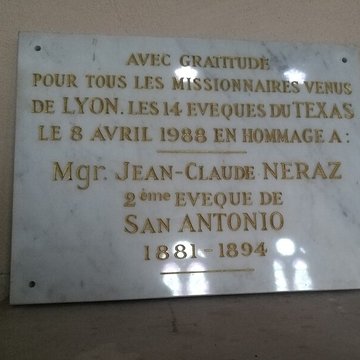 AVEC GRATITUDE
POUR TOUS LES MISSIONNAIRES VENUS
DE LYON. LES 14 EVEQUES DU TEXAS
LE 8 AVRIL 1988 EN HOMMAGE A :
Mgr. JEAN-CLAUDE NERAZ
2ème EVEQUE DE
SAN ANTONIO
1881-1894